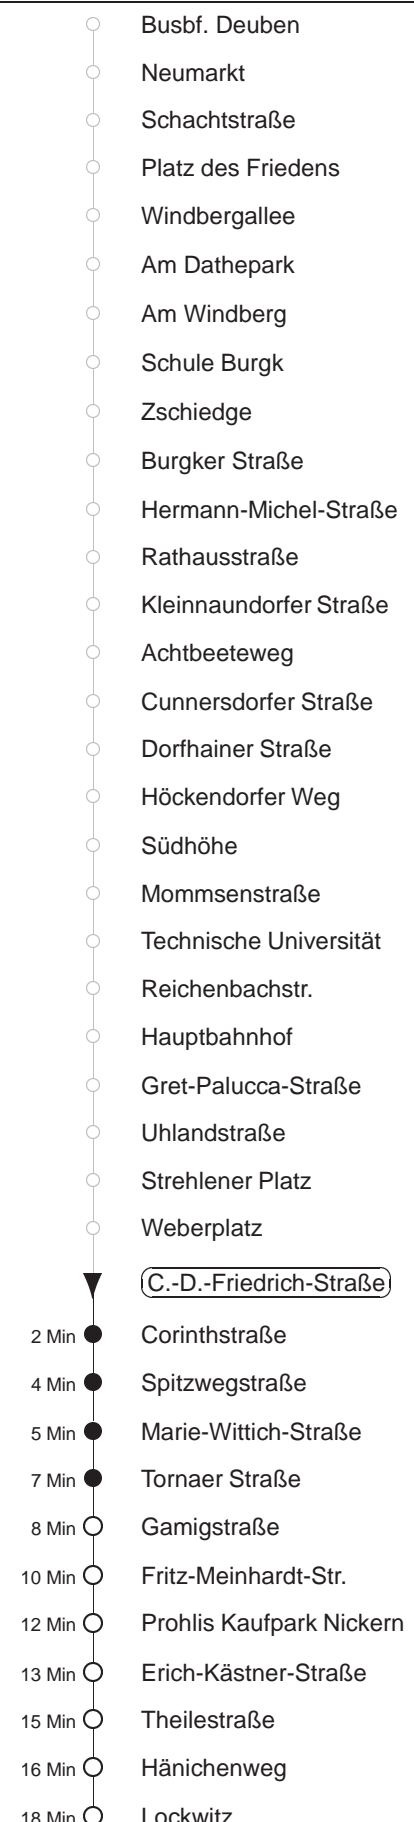 Busbf. Deuben
Neumarkt
Schachtstraße
Platz des Friedens
Windbergallee
Am Dathepark
Am Windberg
Schule Burgk
Zschiedge
Burgker Straße
Hermann-Michel-Straße
Rathausstraße
Kleinnaundorfer Straße
Achtbeeteweg
Cunnersdorfer Straße
Dorfhainer Straße
Höckendorfer Weg
Südhöhe
Mommsenstraße
Technische Universität
Reichenbachstr.
Hauptbahnhof
Gret-Palucca-Straße
Uhlandstraße
Strehlener Platz
Weberplatz
C.-D.-Friedrich-Straße
2 Min Corinthstraße
4 Min Spitzwegstraße
5 Min Marie-Wittich-Straße
7 Min Tornaer Straße
8 Min Gamigstraße
10 Min Fritz-Meinhardt-Str.
12 Min Prohlis Kaufpark Nickern
13 Min Erich-Kästner-Straße
15 Min Theilestraße
16 Min Hänichenweg
18 Min Lockwitz